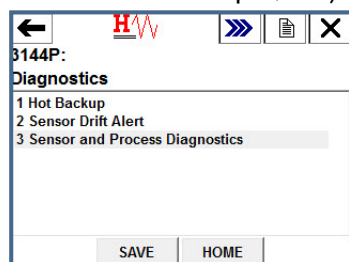 H
3144P:
Diagnostics
1 Hot Backup
2 Sensor Drift Alert
3 Sensor and Process Diagnostics
SAVE HOME